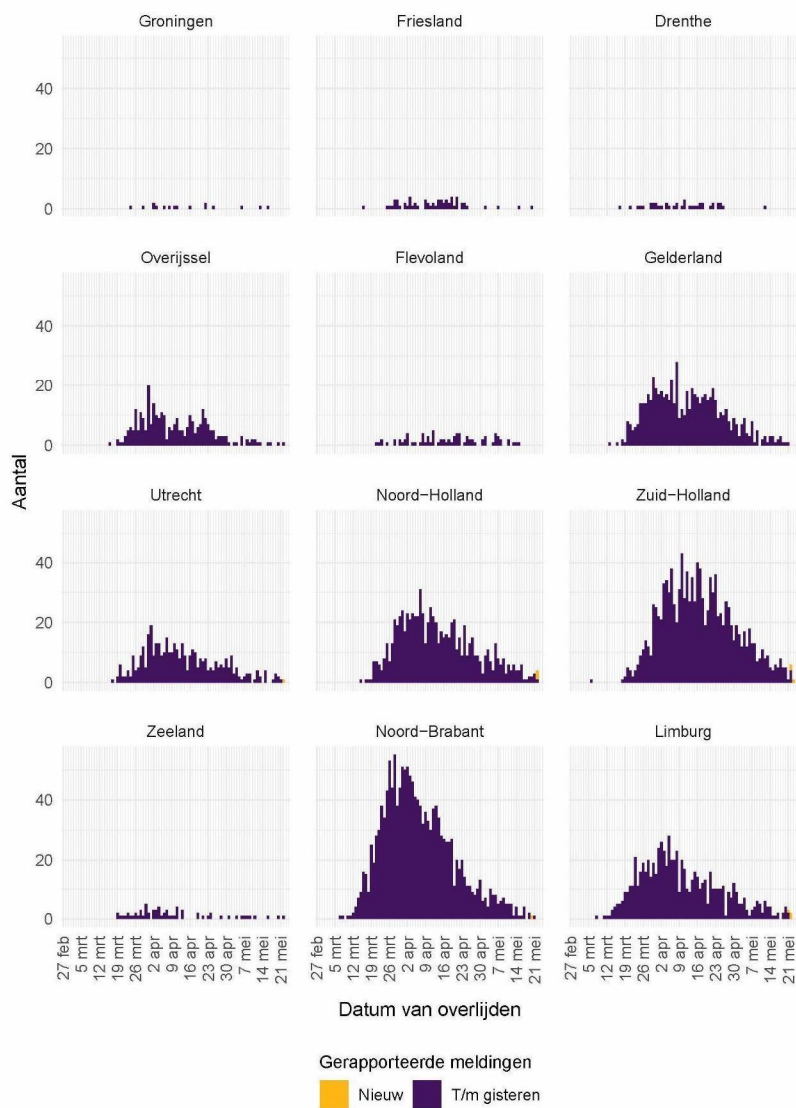 Groningen Friesland Drenthe
40
20
0
Overijssel Flevoland Gelderland
40
20
0
Aantal
Utrecht Noord-Holland Zuid-Holland
40
20
0
Zeeland Noord-Brabant Limburg
40
20
0
27 feb 5 mrt 12 mrt 19 mrt 26 mrt 2 apr 9 apr 16 apr 23 apr 30 apr 7 mei 14 mei 21 mei 27 feb 5 mrt 12 mrt 19 mrt 26 mrt 2 apr 9 apr 16 apr 23 apr 30 apr 7 mei 14 mei 21 mei 27 feb 5 mrt 12 mrt 19 mrt 26 mrt 2 apr 9 apr 16 apr 23 apr 30 apr 7 mei 14 mei 21 mei
Datum van overlijden
Gerapporteerde meldingen
Nieuw T/m gisteren